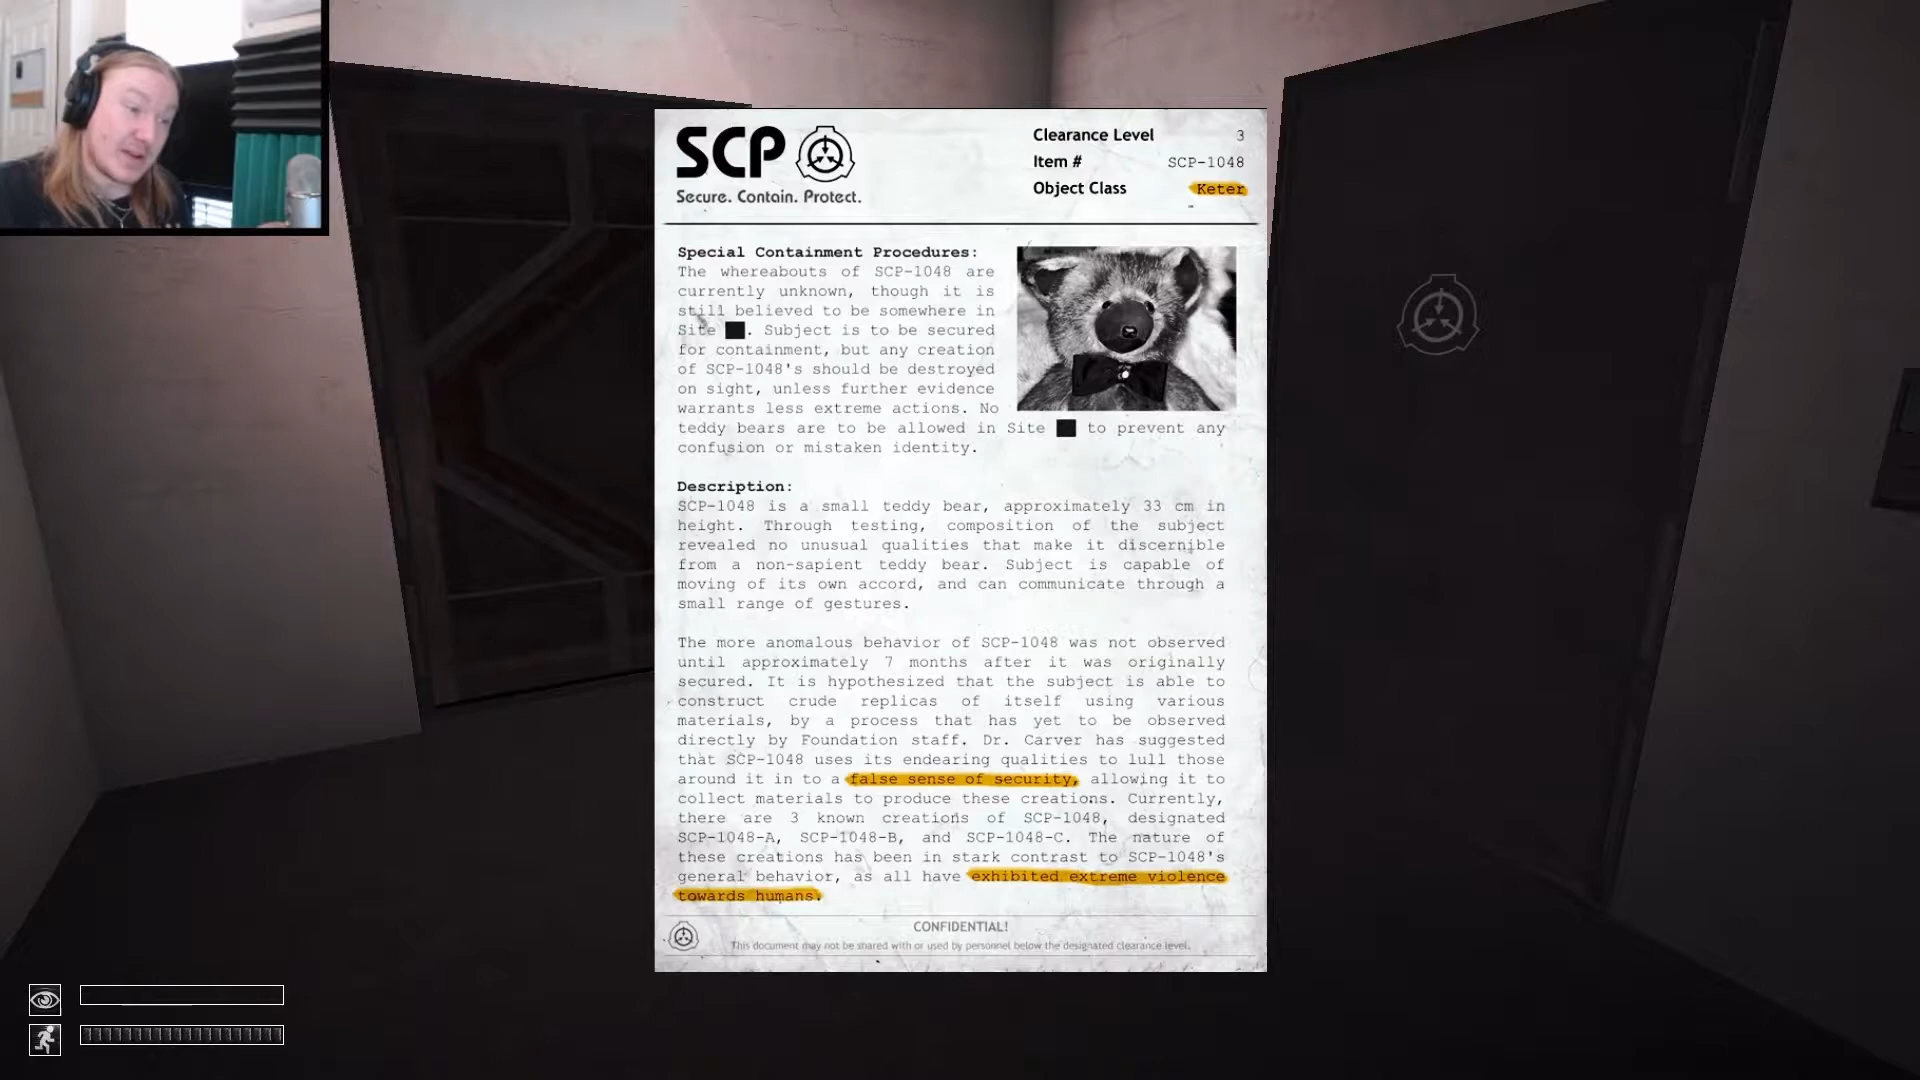 SCP
Secure. Contain. Protect.
Clearance Level 3
Item # SCP-1048
Object Class Keter
Special Containment Procedures:
The whereabouts of SCP-1048 are
currently unknown, though it is
still believed to be somewhere in
Site . Subject is to be secured
for containment, but any creation
of SCP-1048's should be destroyed
on sight, unless further evidence
warrants less extreme actions. No
teddy bears are to be allowed in Site to prevent any
confusion or mistaken identity.
Description:
SCP-1048 is a small teddy bear, approximately 33 cm in
height. Through testing, composition of the subject
revealed no unusual qualities that make it discernible
from a non-sapient teddy bear. Subject is capable of
moving of its own accord, and can communicate through a
small range of gestures.
The more anomalous behavior of SCP-1048 was not observed
until approximately 7 months after it was originally
secured. It is hypothesized that the subject is able to
construct crude replicas of itself using various
materials, by a process that has yet to be observed
directly by Foundation staff. Dr. Carver has suggested
that SCP-1048 uses its endearing qualities to lull those
around it in to a false sense of security, allowing it to
collect materials to produce these creations. Currently,
there are 3 known creations of SCP-1048, designated
SCP-1048-A, SCP-1048-B, and SCP-1048-C. The nature of
these creations has been in stark contrast to SCP-1048's
general behavior, as all have exhibited extreme violence
towards humans.
CONFIDENTIAL!
This document may not be shared with or used by personnel below the designated clearance level.